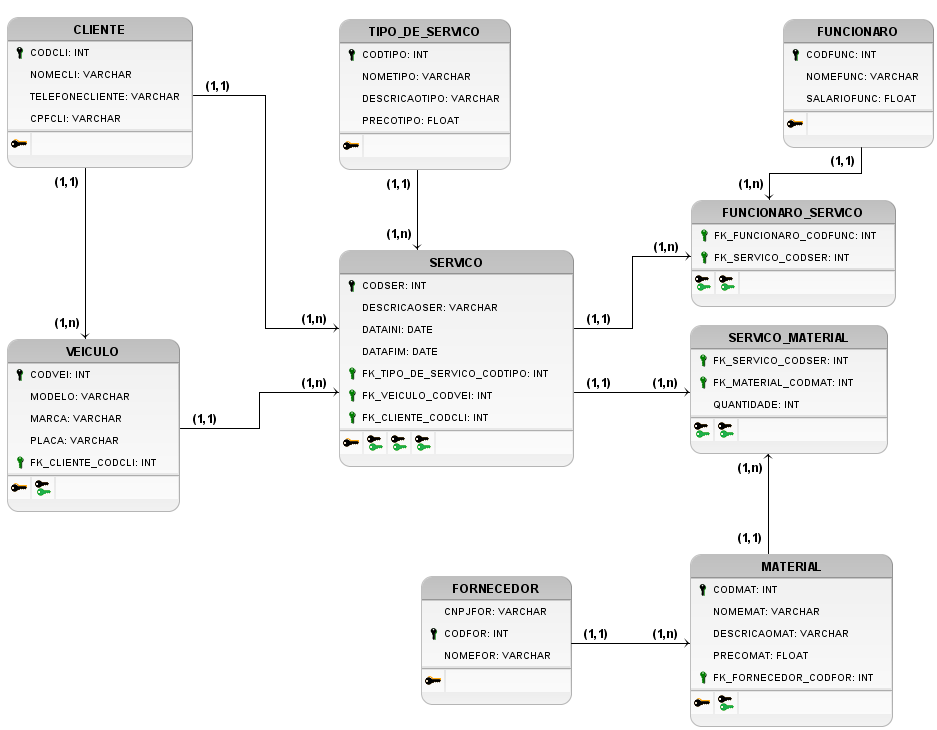 CLIENTE
CODCLI: INT
NOMECLI: VARCHAR
TELEFONECLIENTE: VARCHAR
CPFCLI: VARCHAR
(1,1)
(1,1)
(1,n)
(1,n)
TIPO_DE_SERVICO
CODTIPO: INT
NOMETIPO: VARCHAR
DESCRICAOTIPO: VARCHAR
PRECOTIPO: FLOAT
(1,1)
(1,n)
FUNCIONARO
CODFUNC: INT
NOMEFUNC: VARCHAR
SALARIOFUNC: FLOAT
(1,1)
(1,n)
FUNCIONARO_SERVICO
FK_FUNCIONARO_CODFUNC: INT
FK_SERVICO_CODSER: INT
SERVICO
CODSER: INT
DESCRICAOSER: VARCHAR
DATAINI: DATE
DATAFIM: DATE
FK_TIPO_DE_SERVICO_CODTIPO: INT
FK_VEICULO_CODVEI: INT
FK_CLIENTE_CODCLI: INT
(1,1)
(1,n)
(1,1)
(1,n)
VEICULO
CODVEI: INT
MODELO: VARCHAR
MARCA: VARCHAR
PLACA: VARCHAR
FK_CLIENTE_CODCLI: INT
(1,1)
(1,n)
SERVICO_MATERIAL
FK_SERVICO_CODSER: INT
FK_MATERIAL_CODMAT: INT
QUANTIDADE: INT
(1,n)
(1,1)
FORNECEDOR
CNPJFOR: VARCHAR
CODFOR: INT
NOMEFOR: VARCHAR
(1,1)
(1,n)
MATERIAL
CODMAT: INT
NOMEMAT: VARCHAR
DESCRICAOMAT: VARCHAR
PRECOMAT: FLOAT
FK_FORNECEDOR_CODFOR: INT